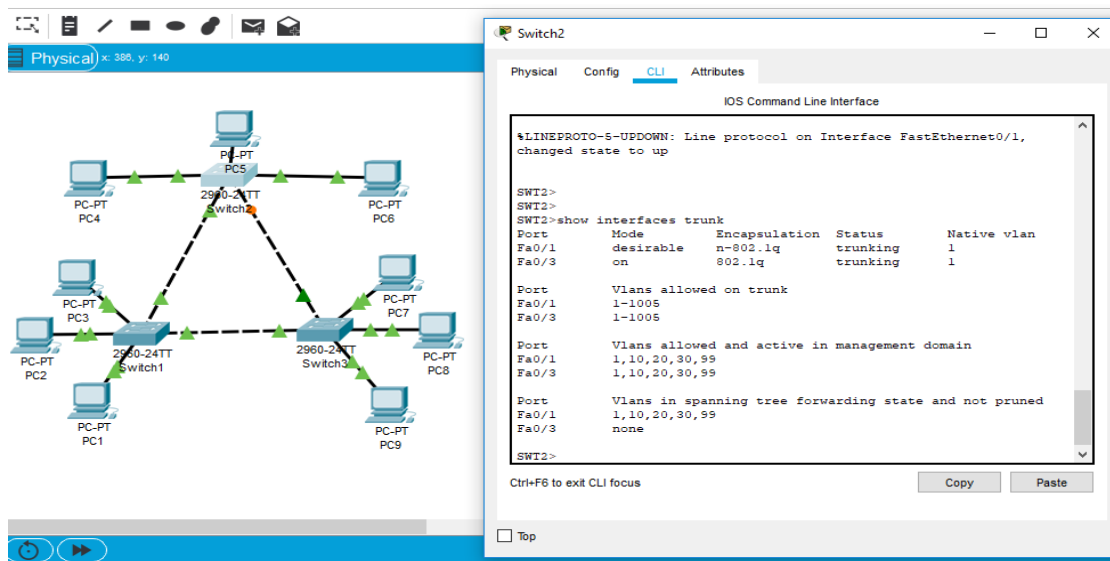 Physical x: 386, y: 140
PC-PT
PC5
2960-24TT
Switch2
PC-PT
PC4
PC-PT
PC6
PC-PT
PC3
PC-PT
PC7
PC-PT
PC2
2960-24TT
Switch1
2960-24TT
Switch3
PC-PT
PC8
PC-PT
PC1
PC-PT
PC9
Switch2
Physical Config CLI Attributes
IOS Command Line Interface
%LINEPROTO-5-UPDOWN: Line protocol on Interface FastEthernet0/1,
changed state to up
SWT2>
SWT2>
SWT2>show interfaces trunk
Port Mode Encapsulation Status Native vlan
Fa0/1 desirable n-802.1q trunking 1
Fa0/3 on 802.1q trunking 1
Port Vlans allowed on trunk
Fa0/1 1-1005
Fa0/3 1-1005
Port Vlans allowed and active in management domain
Fa0/1 1,10,20,30,99
Fa0/3 1,10,20,30,99
Port Vlans in spanning tree forwarding state and not pruned
Fa0/1 1,10,20,30,99
Fa0/3 none
SWT2>
Ctrl+F6 to exit CLI focus
Copy Paste
Top